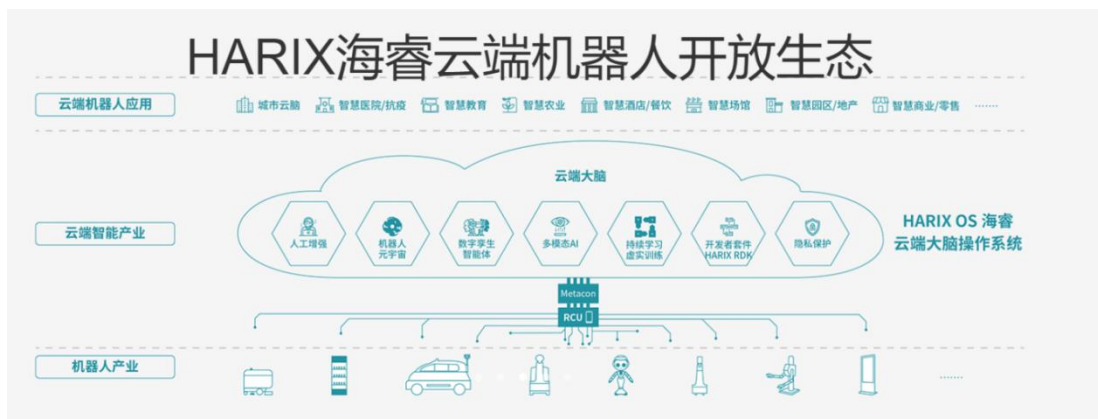 HARIX海睿云端机器人开放生态
云端机器人应用
城市云脑
智慧医院/抗疫
智慧教育
智慧农业
智慧酒店/餐饮
智慧场馆
智慧园区/地产
智慧商业/零售
......
云端大脑
云端智能产业
人工增强
机器人
元宇宙
数字孪生
智能体
多模态AI
持续学习
虚实训练
开发者套件
HARIX RDK
隐私保护
HARIX OS 海睿
云端大脑操作系统
Metacon
RCU
机器人产业
......